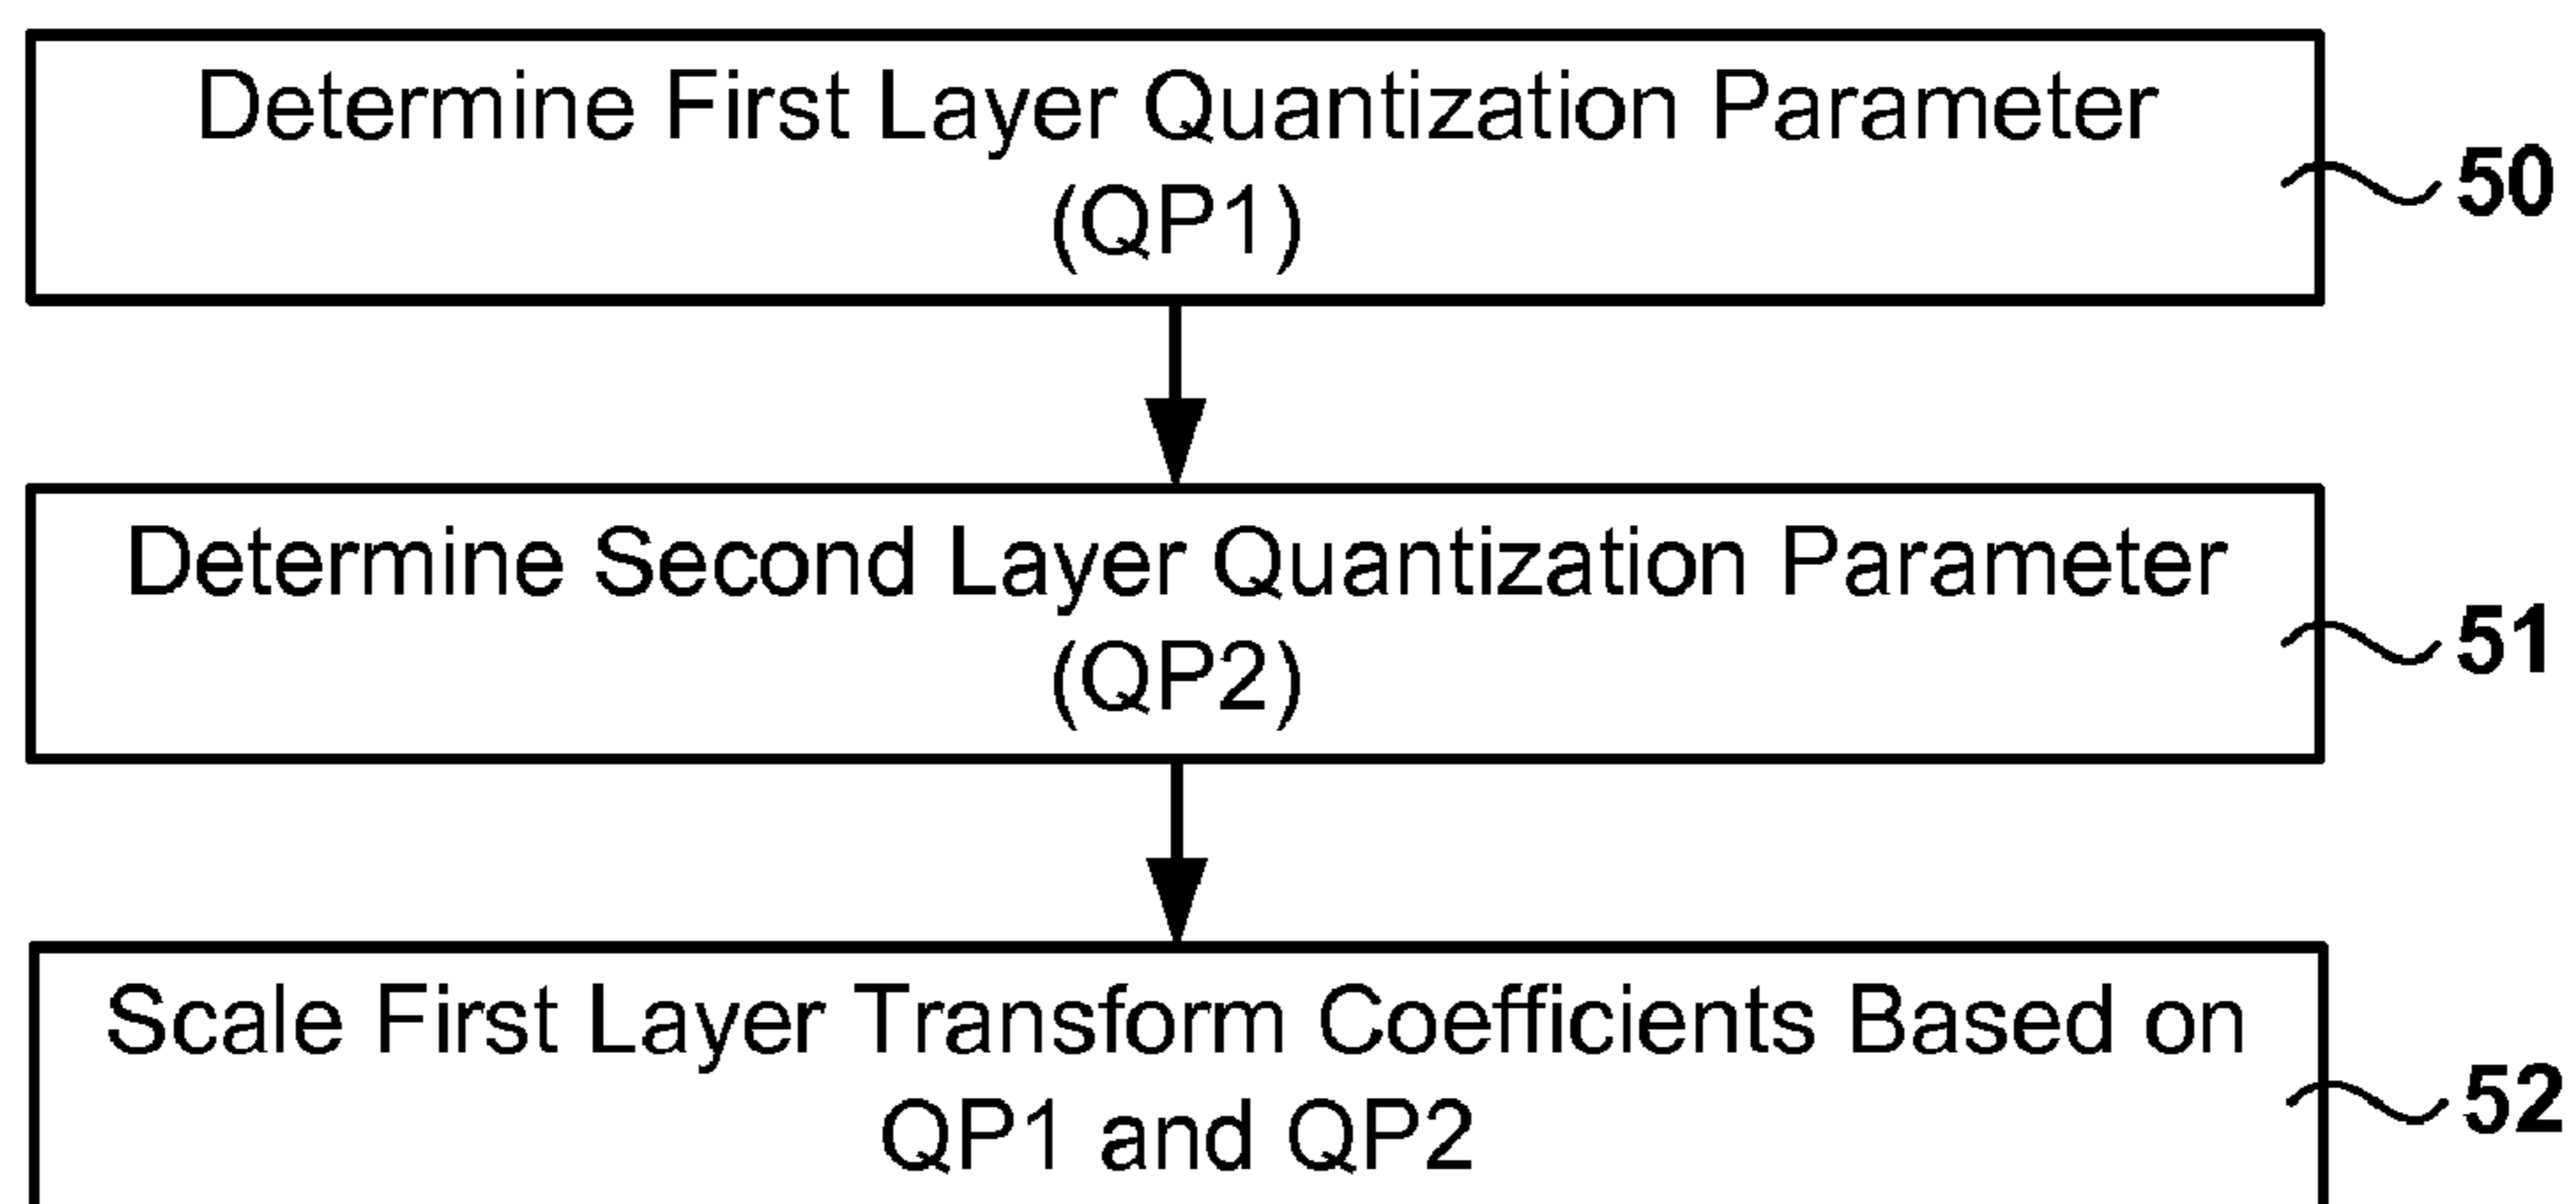 Determine First Layer Quantization Parameter
(QP1)
50
Determine Second Layer Quantization Parameter
(QP2)
51
Scale First Layer Transform Coefficients Based on
QP1 and QP2
52